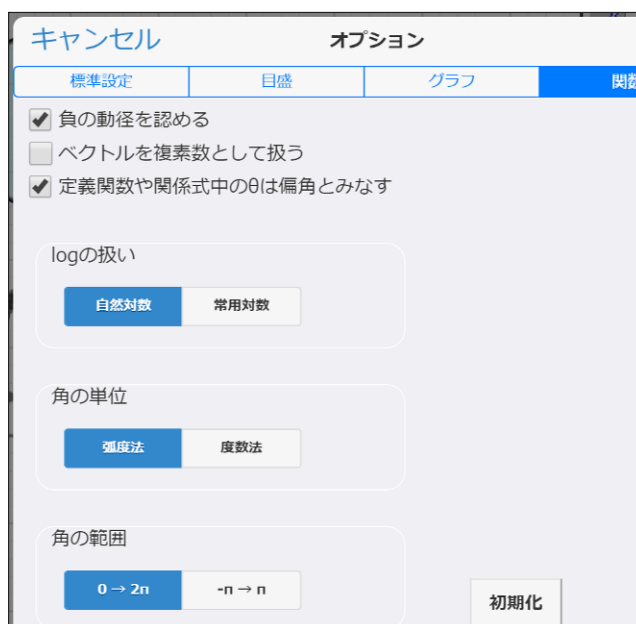 キャンセル オプション
標準設定 目盛 グラフ 関数
負の動径を認める
ベクトルを複素数として扱う
定義関数や関係式中のθは偏角とみなす
logの扱い
自然対数 常用対数
角の単位
弧度法 度数法
角の範囲
0 → 2π -π → π
初期化